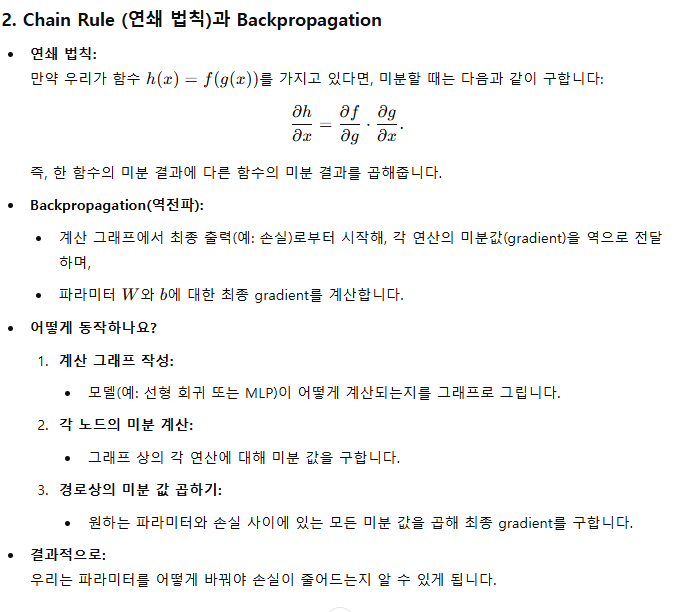 2. Chain Rule (연쇄 법칙)과 Backpropagation
• 연쇄 법칙:
만약 우리가 함수 h(x) = f(g(x))를 가지고 있다면, 미분할 때는 다음과 같이 구합니다:
∂h/∂x = ∂f/∂g · ∂g/∂x.
즉, 한 함수의 미분 결과에 다른 함수의 미분 결과를 곱해줍니다.
• Backpropagation(역전파):
• 계산 그래프에서 최종 출력(예: 손실)로부터 시작해, 각 연산의 미분값(gradient)을 역으로 전달
하며,
• 파라미터 W와 b에 대한 최종 gradient를 계산합니다.
• 어떻게 동작하나요?
1. 계산 그래프 작성:
• 모델(예: 선형 회귀 또는 MLP)이 어떻게 계산되는지를 그래프로 그립니다.
2. 각 노드의 미분 계산:
• 그래프 상의 각 연산에 대해 미분 값을 구합니다.
3. 경로상의 미분 값 곱하기:
• 원하는 파라미터와 손실 사이에 있는 모든 미분 값을 곱해 최종 gradient를 구합니다.
• 결과적으로:
우리는 파라미터를 어떻게 바꿔야 손실이 줄어드는지 알 수 있게 됩니다.